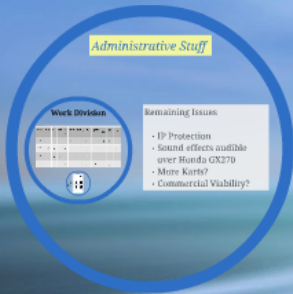 Administrative Stuff
Work Division
Remaining Issues
- IP Protection
- Sound effects audible
over Honda GX270
- More Karts?
- Commercial Viability?